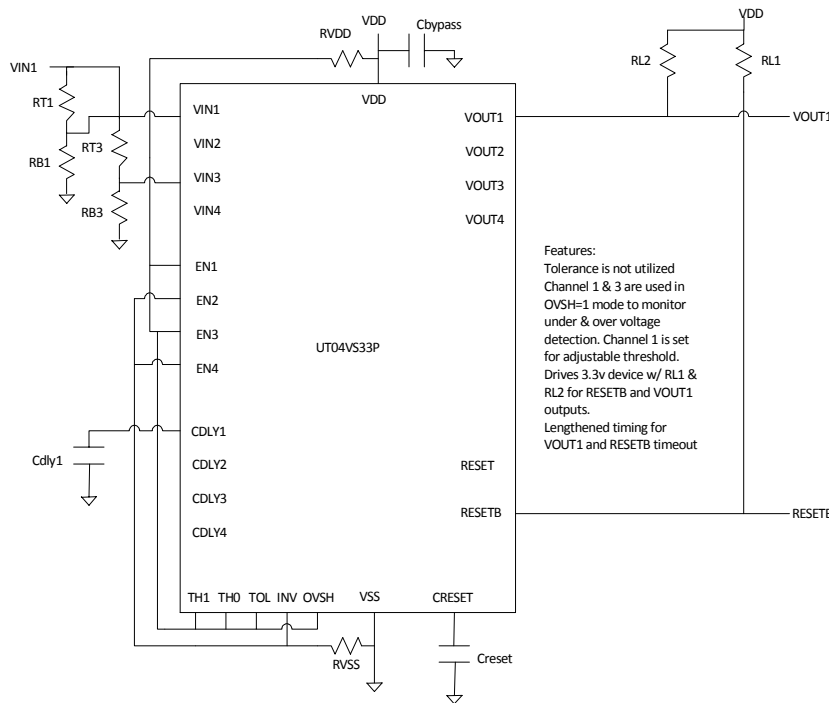 VDD
Cbypass
RVDD
VDD
RL2
RL1
VIN1
RT1
RB1
RT3
RB3
VDD
VIN1
VIN2
VIN3
VIN4
VOUT1
VOUT2
VOUT3
VOUT4
VOUT1
EN1
EN2
EN3
EN4
UT04VS33P
Features:
Tolerance is not utilized
Channel 1 & 3 are used in
OVSH=1 mode to monitor
under & over voltage
detection. Channel 1 is set
for adjustable threshold.
Drives 3.3v device w/ RL1 &
RL2 for RESETB and VOUT1
outputs.
Lengthened timing for
VOUT1 and RESETB timeout
CDLY1
CDLY2
CDLY3
CDLY4
Cdly1
RESET
RESETB
RESETB
TH1 TH0 TOL INV OVSH
VSS
CRESET
RVSS
Creset